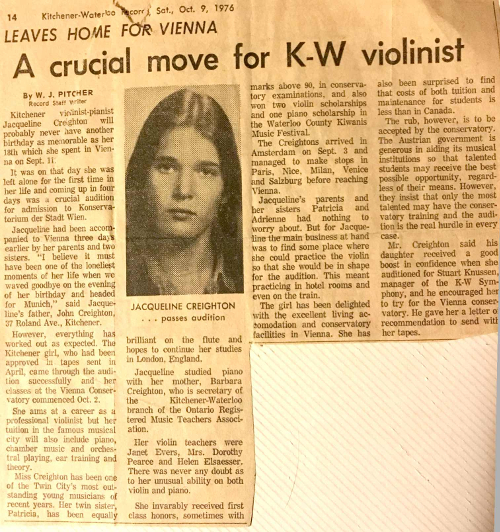 14 Kitchener-Waterloo Record, Sat., Oct. 9, 1976
LEAVES HOME FOR VIENNA
A crucial move for K-W violinist
By W. J. PITCHER
Record Staff Writer
Kitchener violinist-pianist
Jacqueline Creighton will
probably never have another
birthday as memorable as her
18th which she spent in Vien-
na on Sept. 11.
It was on that day she was
left alone for the first time in
her life and coming up in four
days was a crucial audition
for admission to Konserva-
torium der Stadt Wien.
Jacqueline had been accom-
panied to Vienna three days
earlier by her parents and two
sisters. "I believe it must
have been one of the loneliest
moments of her life when we
waved goodbye on the evening
of her birthday and headed
for Munich," said Jacque-
line's father, John Creighton,
37 Roland Ave., Kitchener.
However, everything has
worked out as expected. The
Kitchener girl, who had been
approved in tapes sent in
April, came through the audi-
tion successfully and her
classes at the Vienna Conser-
vatory commenced Oct. 2.
She aims at a career as a
professional violinist but her
tuition in the famous musical
city will also include piano,
chamber music and orches-
tral playing, ear training and
theory.
Miss Creighton has been one
of the Twin City's most out-
standing young musicians of
recent years. Her twin sister,
Patricia, has been equally
JACQUELINE CREIGHTON
. . . passes audition
brilliant on the flute and
hopes to continue her studies
in London, England.
Jacqueline studied piano
with her mother, Barbara
Creighton, who is secretary of
the Kitchener-Waterloo
branch of the Ontario Regis-
tered Music Teachers Associ-
ation.
Her violin teachers were
Janet Evers, Mrs. Dorothy
Pearce and Helen Elsaesser.
There was never any doubt as
to her unusual ability on both
violin and piano.
She invariably received first
class honors, sometimes with
marks above 90, in conserva-
tory examinations, and also
won two violin scholarships
and one piano scholarship in
the Waterloo County Kiwanis
Music Festival.
The Creightons arrived in
Amsterdam on Sept. 3 and
managed to make stops in
Paris, Nice, Milan, Venice
and Salzburg before reaching
Vienna.
Jacqueline's parents and
her sisters Patricia and
Adrienne had nothing to
worry about. But for Jacque-
line the main business at hand
was to find some place where
she could practice the violin
so that she would be in shape
for the audition. This meant
practicing in hotel rooms and
even on the train.
The girl has been delighted
with the excellent living ac-
comodation and conservatory
facilities in Vienna. She has
also been surprised to find
that costs of both tuition and
maintenance for students is
less than in Canada.
The rub, however, is to be
accepted by the conservatory.
The Austrian government is
generous in aiding its musical
institutions so that talented
students may receive the best
possible opportunity, regard-
less of their means. However,
they insist that only the most
talented may have the conser-
vatory training and the audi-
tion is the real hurdle in every
case.
Mr. Creighton said his
daughter received a good
boost in confidence when she
auditioned for Stuart Knussen,
manager of the K-W Sym-
phony, and he encouraged her
to try for the Vienna conser-
vatory. He gave her a letter of
recommendation to send with
her tapes.